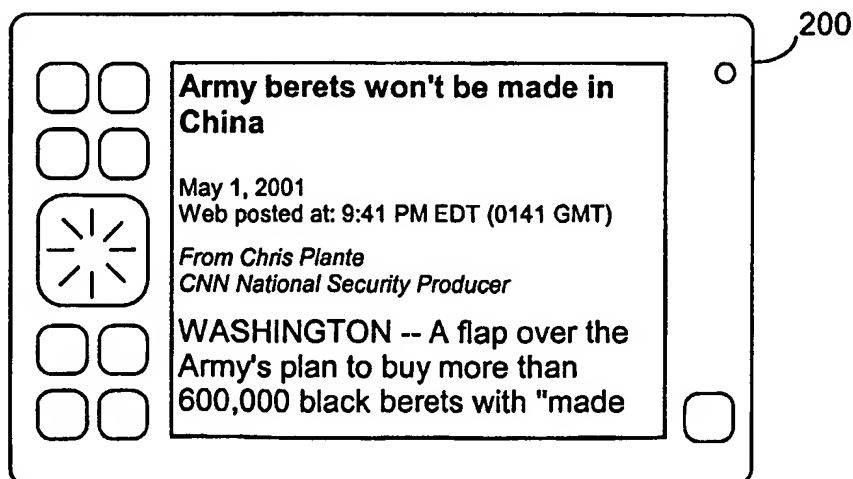 200
Army berets won't be made in
China
May 1, 2001
Web posted at: 9:41 PM EDT (0141 GMT)
From Chris Plante
CNN National Security Producer
WASHINGTON -- A flap over the
Army's plan to buy more than
600,000 black berets with "made